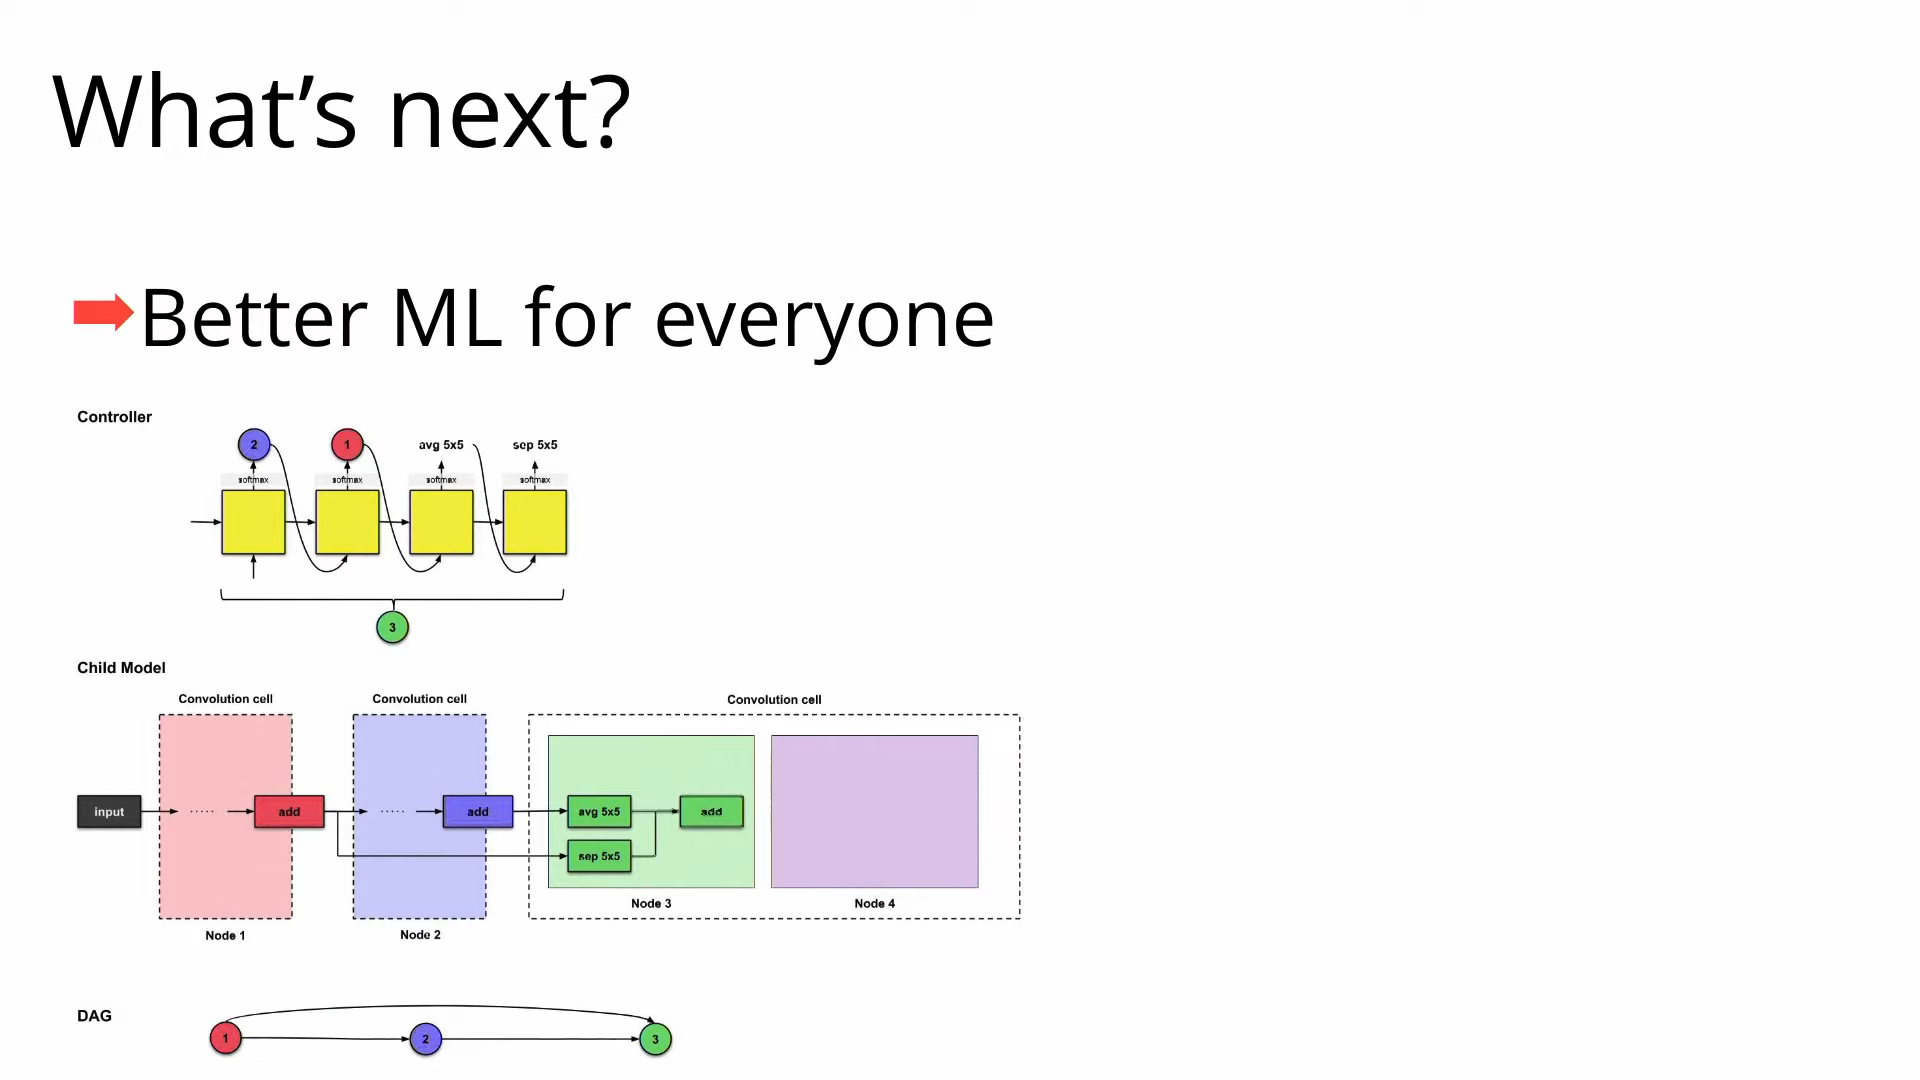 What’s next?
Better ML for everyone
Controller
2 1 avg 5x5 sep 5x5
softmax softmax softmax softmax
3
Child Model
Convolution cell Convolution cell Convolution cell
input ..... add ..... add avg 5x5 add
sep 5x5
Node 3 Node 4
Node 1 Node 2
DAG
1 2 3